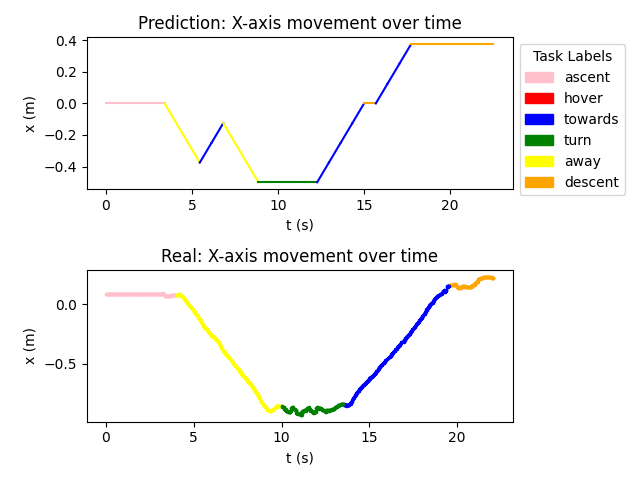 Prediction: X-axis movement over time
0.4
0.2
0.0
−0.2
−0.4
x (m)
0 5 10 15 20
t (s)
Task Labels
ascent
hover
towards
turn
away
descent
Real: X-axis movement over time
0.0
−0.5
x (m)
0 5 10 15 20
t (s)